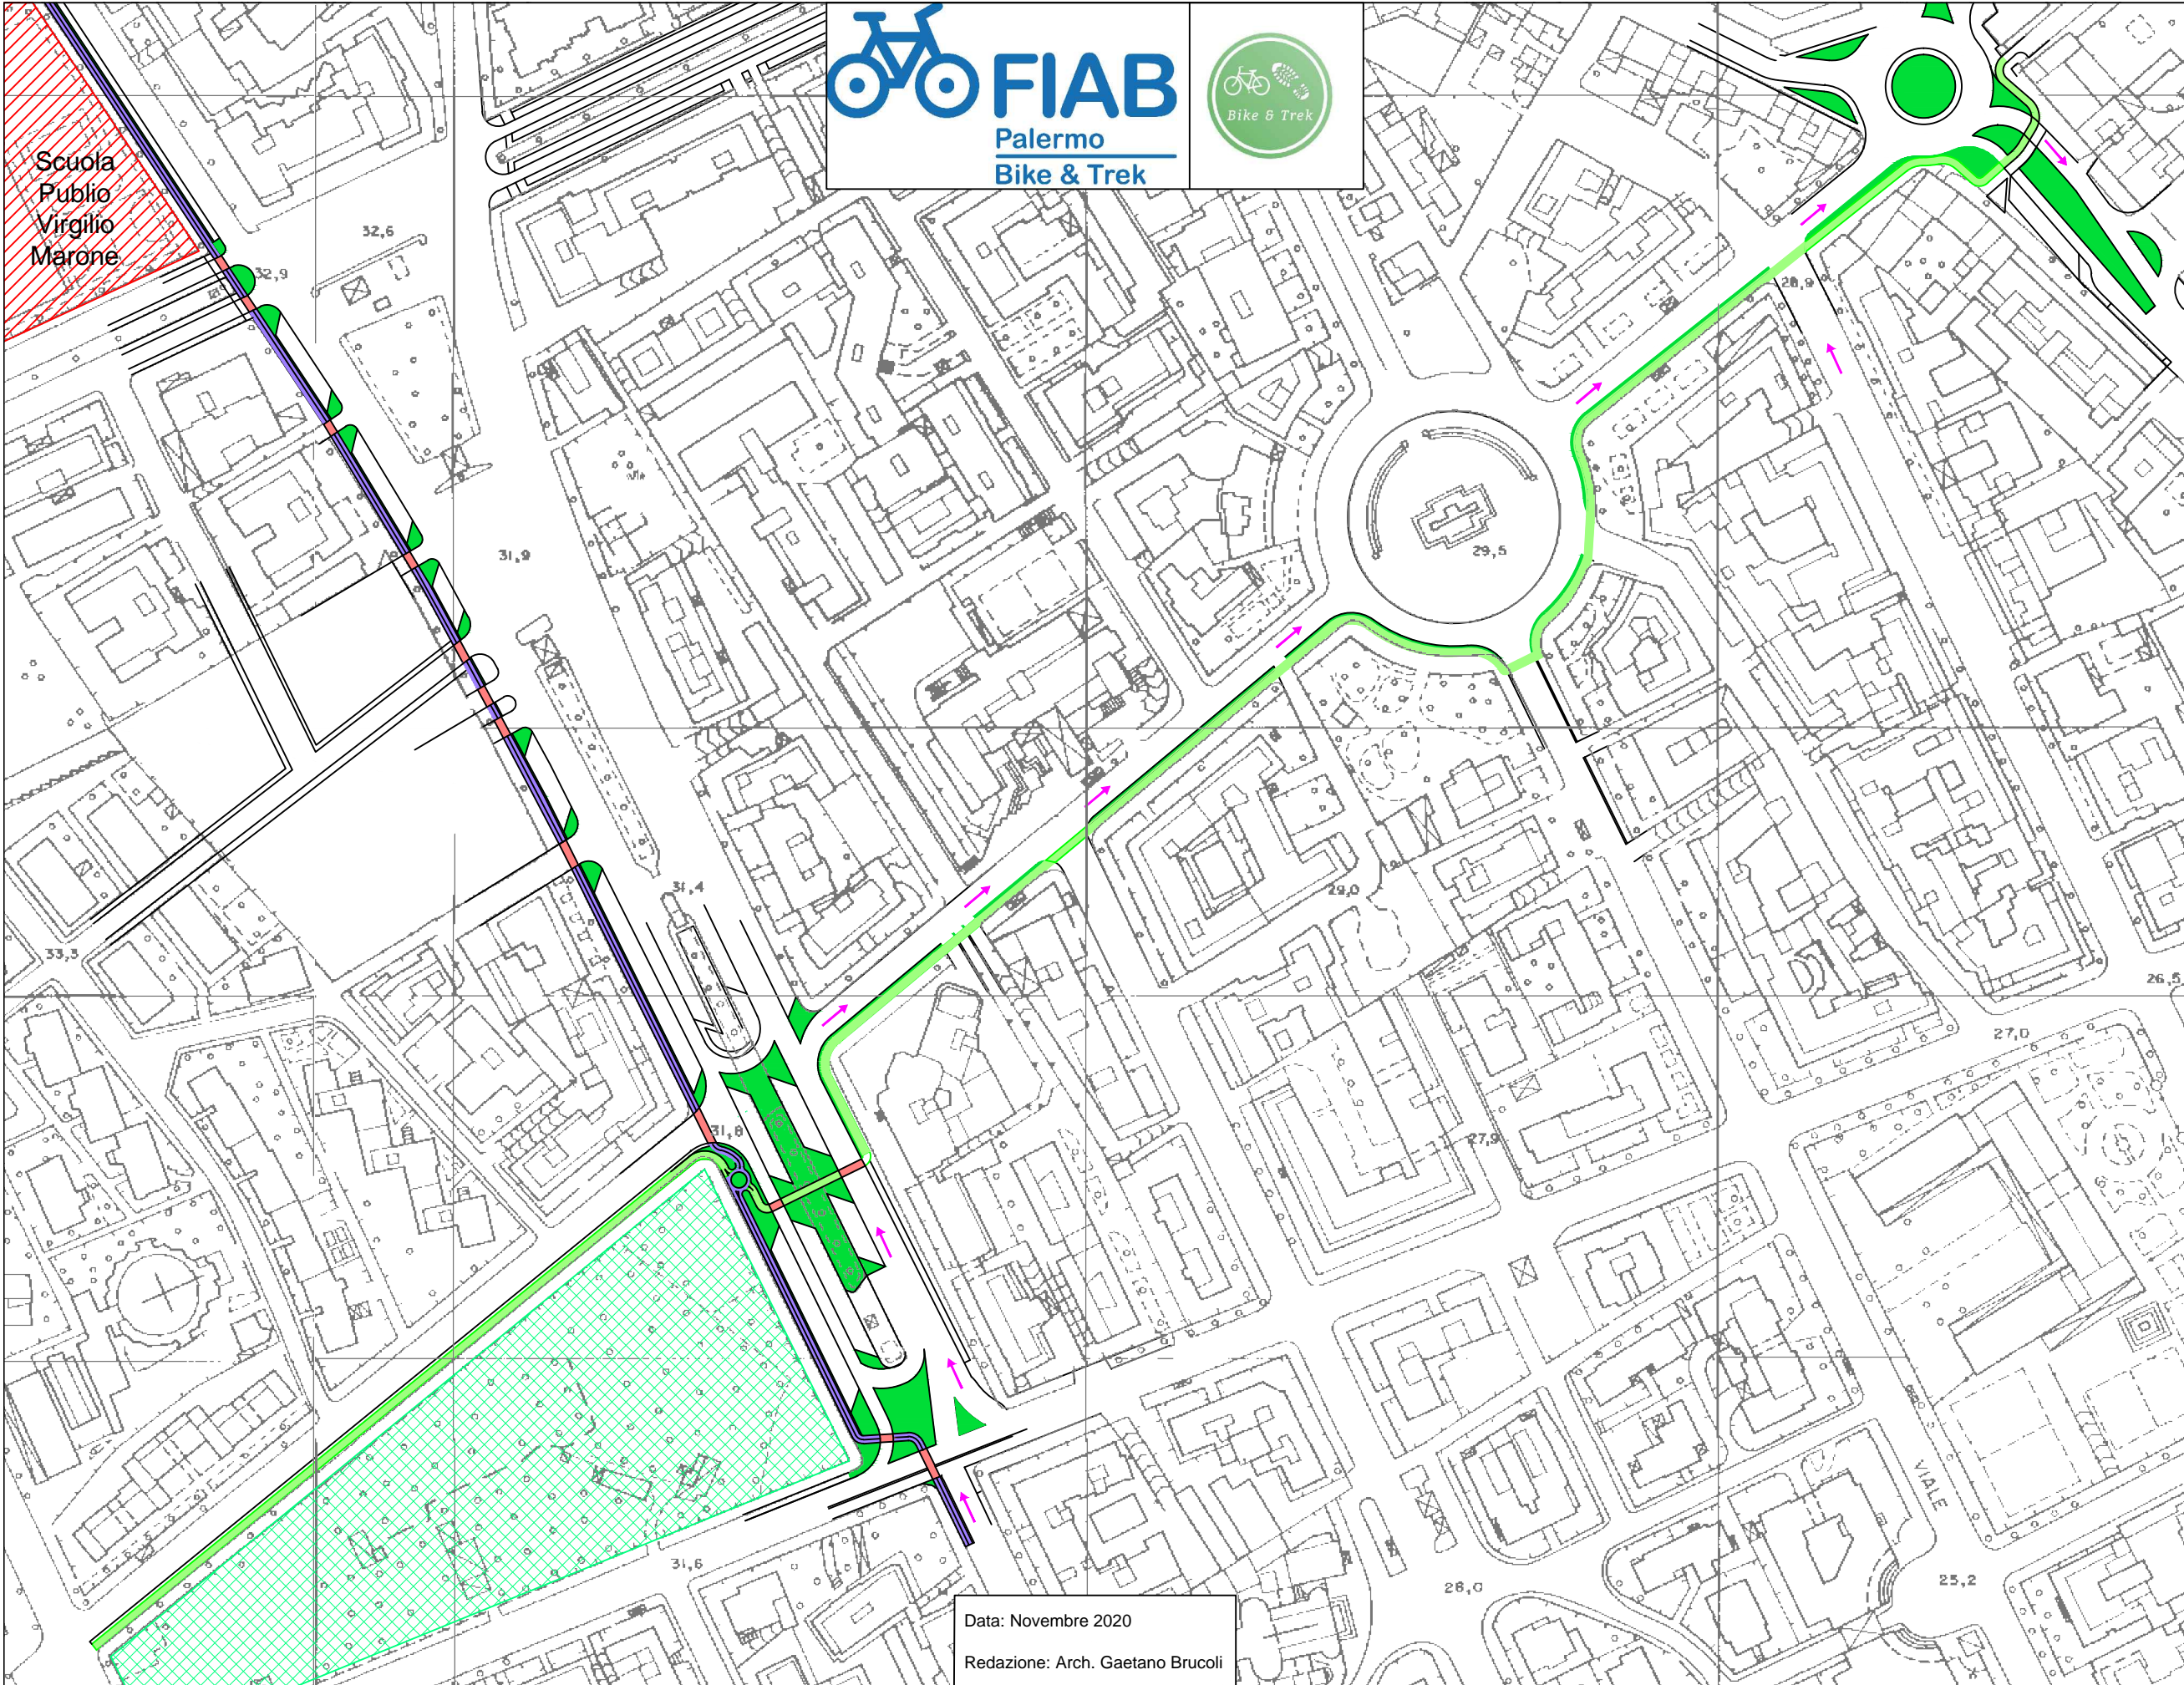 FIAB
Palermo
Bike & Trek
Bike & Trek
Scuola
Publio
Virgilio
Marone
32,6
32,9
28,9
31,9
29,5
31,4
29,0
33,3
26,5
27,0
31,8
27,9
VIALE
31,6
28,0
25,2
Data: Novembre 2020
Redazione: Arch. Gaetano Brucoli